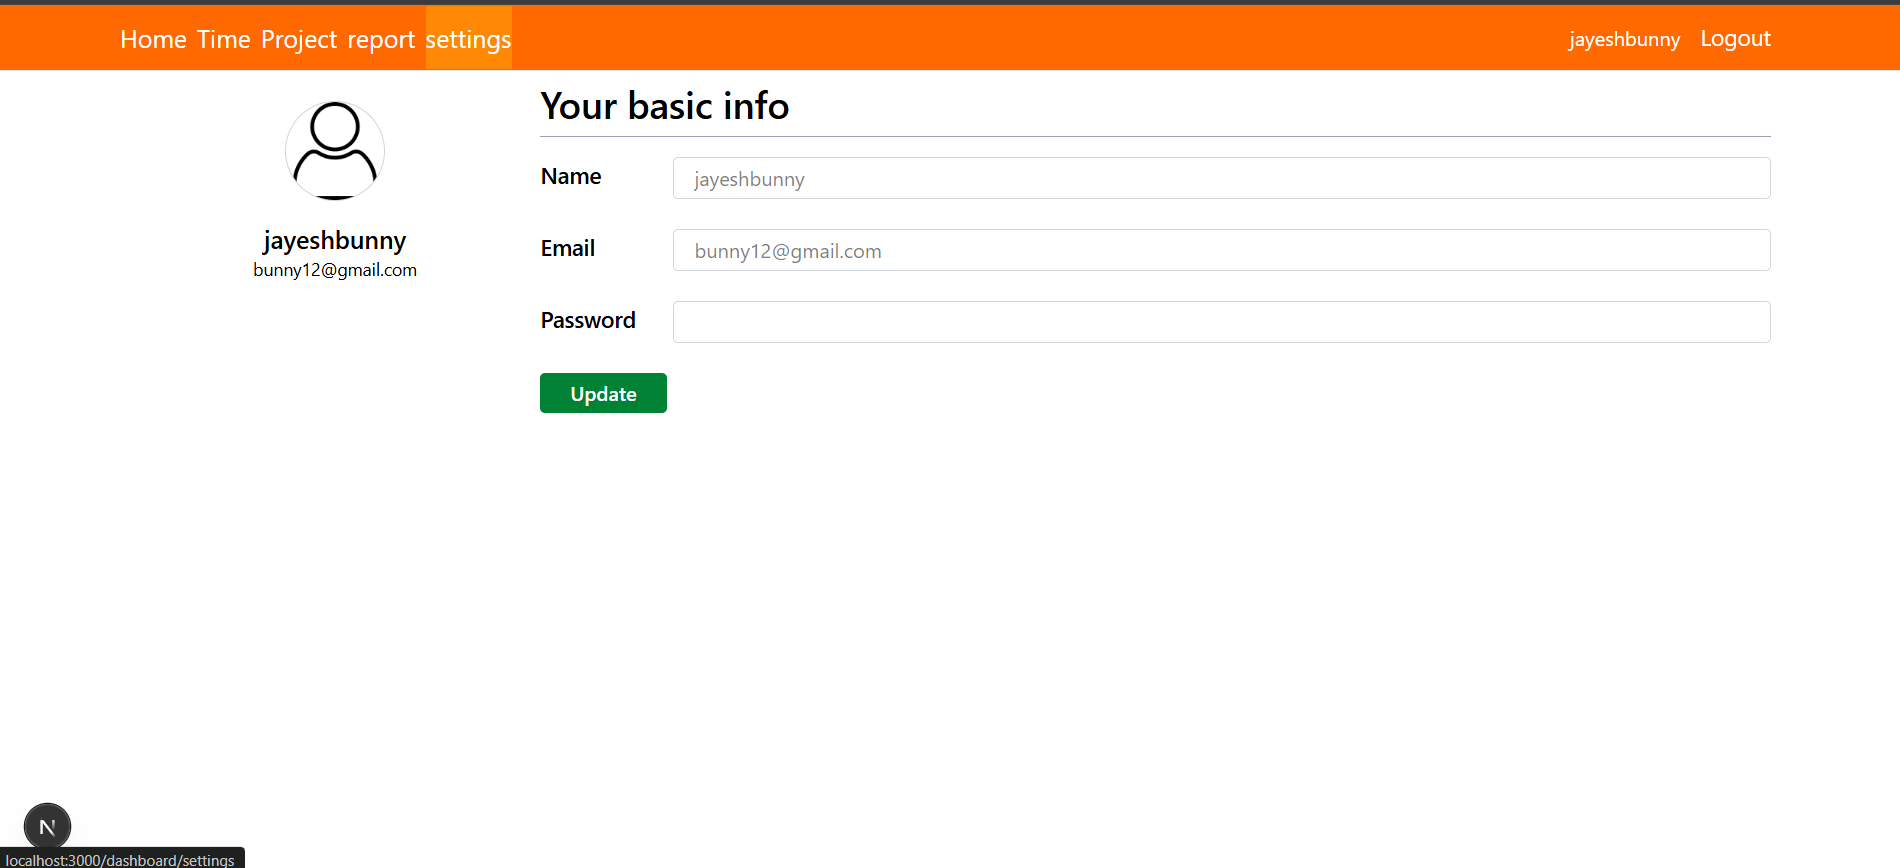 Home Time Project report settings jayeshbunny Logout
jayeshbunny
bunny12@gmail.com
Your basic info
Name jayeshbunny
Email bunny12@gmail.com
Password
Update
N
localhost:3000/dashboard/settings